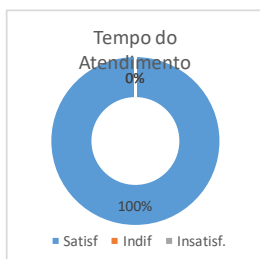 Tempo do
Atendimento
0%
100%
Satisf Indif Insatisf.